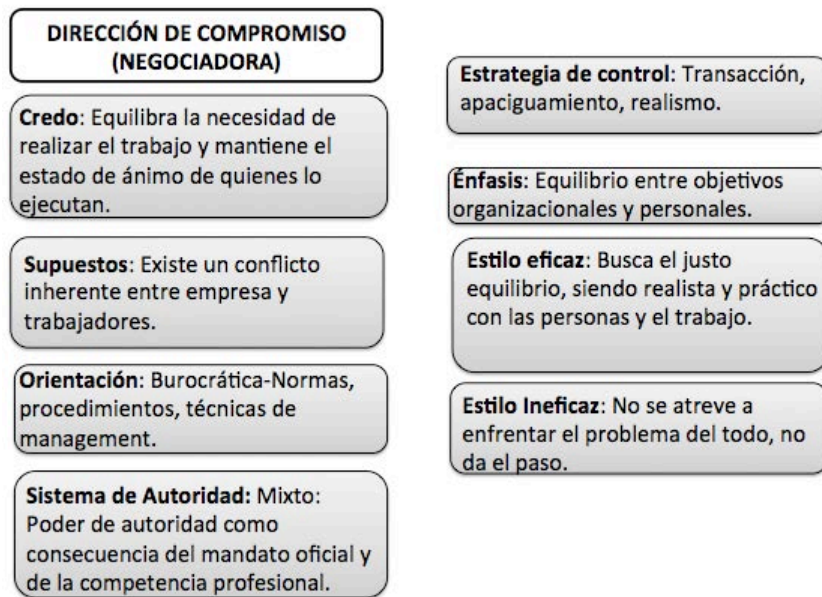 DIRECCIÓN DE COMPROMISO
(NEGOCIADORA)
Credo: Equilibra la necesidad de
realizar el trabajo y mantiene el
estado de ánimo de quienes lo
ejecutan.
Supuestos: Existe un conflicto
inherente entre empresa y
trabajadores.
Orientación: Burocrática-Normas,
procedimientos, técnicas de
management.
Sistema de Autoridad: Mixto:
Poder de autoridad como
consecuencia del mandato oficial y
de la competencia profesional.
Estrategia de control: Transacción,
apaciguamiento, realismo.
Énfasis: Equilibrio entre objetivos
organizacionales y personales.
Estilo eficaz: Busca el justo
equilibrio, siendo realista y práctico
con las personas y el trabajo.
Estilo Ineficaz: No se atreve a
enfrentar el problema del todo, no
da el paso.